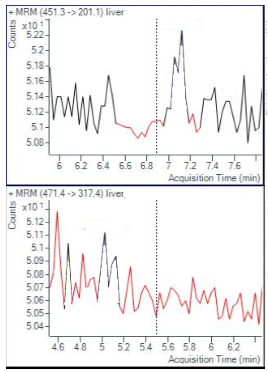 + MRM (451.3 -> 201.1) liver
Counts
x10 1
5.22
5.2
5.18
5.16
5.14
5.12
5.1
5.08
6 6.2 6.4 6.6 6.8 7 7.2 7.4 7.6 7.8
Acquisition Time (min)
+ MRM (471.4 -> 317.4) liver
Counts
x10 1
5.12
5.11
5.1
5.09
5.08
5.07
5.06
5.05
5.04
4.6 4.8 5 5.2 5.4 5.6 5.8 6 6.2
Acquisition Time (min)